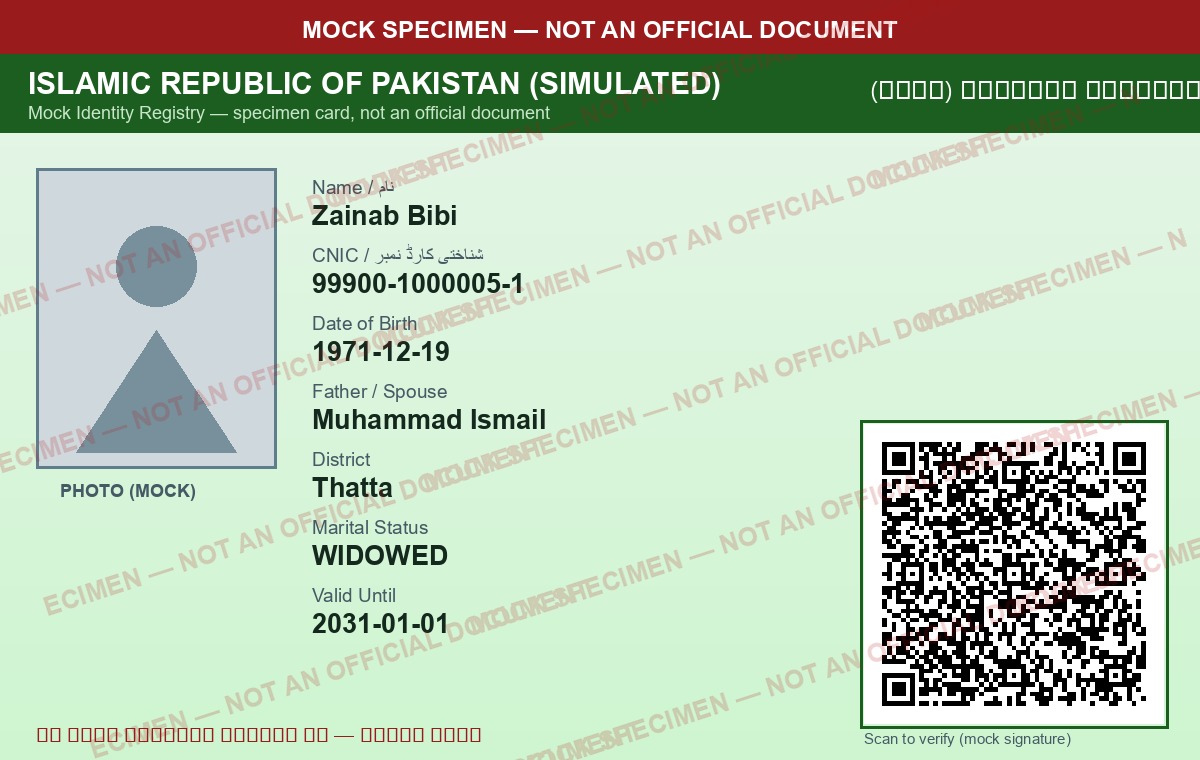 MOCK SPECIMEN — NOT AN OFFICIAL DOCUMENT
ISLAMIC REPUBLIC OF PAKISTAN (SIMULATED)
Mock Identity Registry — specimen card, not an official document
Name / نام
Zainab Bibi
CNIC / شناختی کارڈ نمبر
99900-1000005-1
Date of Birth
1971-12-19
Father / Spouse
Muhammad Ismail
District
Thatta
Marital Status
WIDOWED
Valid Until
2031-01-01
PHOTO (MOCK)
Scan to verify (mock signature)